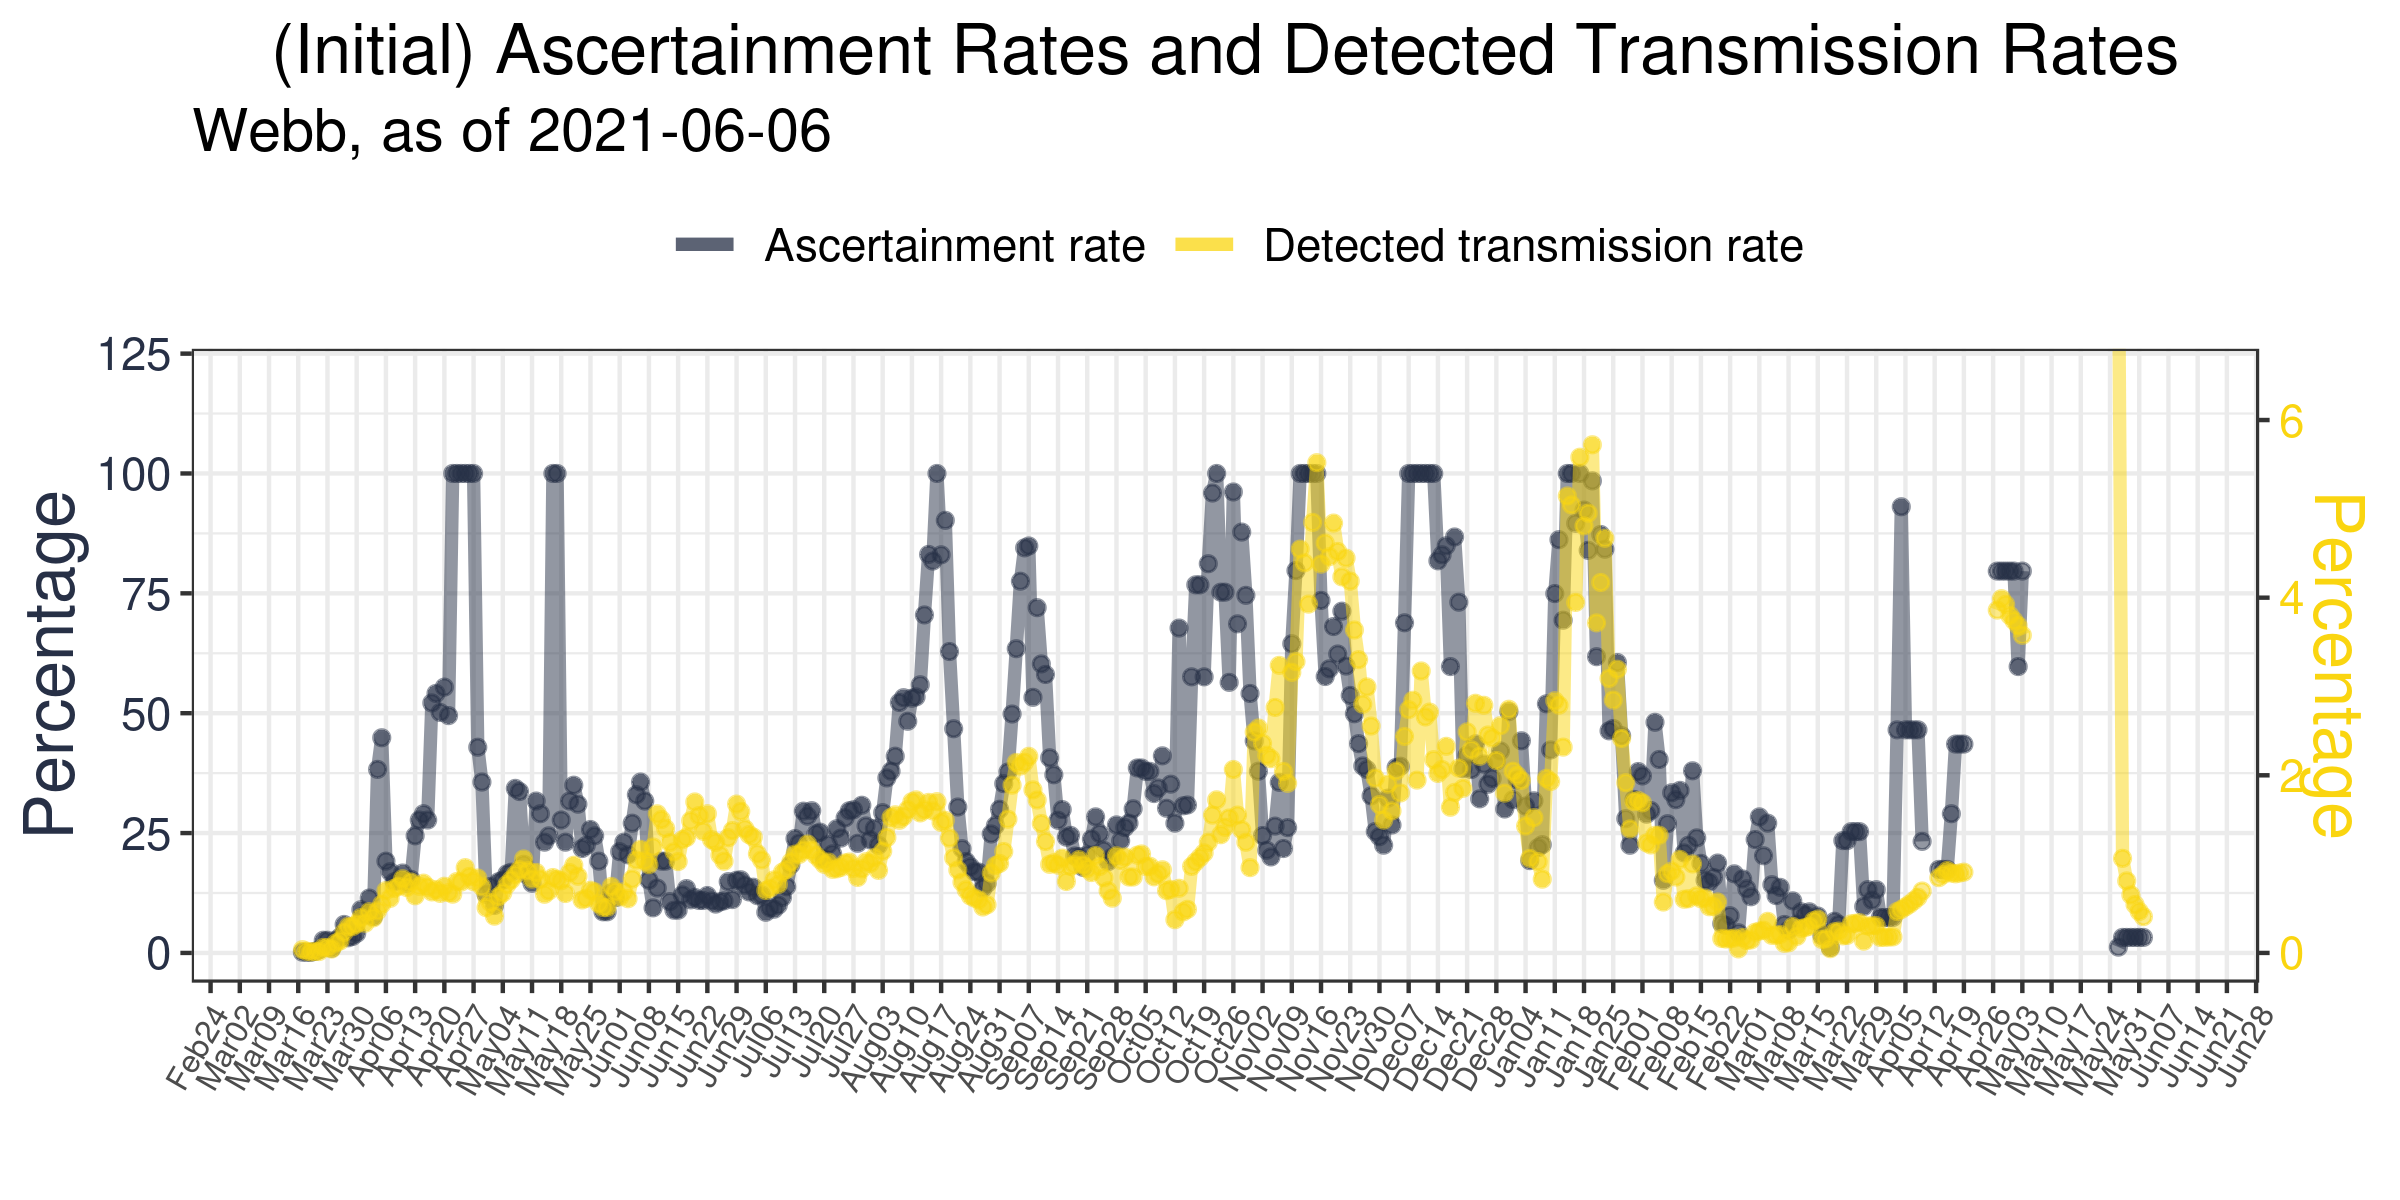 (Initial) Ascertainment Rates and Detected Transmission Rates
Webb, as of 2021-06-06
Ascertainment rate
Detected transmission rate
Percentage
125
100
75
50
25
0
6
4
2
0
Percentage
Feb24
Mar02
Mar09
Mar16
Mar23
Mar30
Apr06
Apr13
Apr20
Apr27
May04
May11
May18
May25
Jun01
Jun08
Jun15
Jun22
Jun29
Jul06
Jul13
Jul20
Jul27
Aug03
Aug10
Aug17
Aug24
Aug31
Sep07
Sep14
Sep21
Sep28
Oct05
Oct12
Oct19
Oct26
Nov02
Nov09
Nov16
Nov23
Nov30
Dec07
Dec14
Dec21
Dec28
Jan04
Jan11
Jan18
Jan25
Feb01
Feb08
Feb15
Feb22
Mar01
Mar08
Mar15
Mar22
Mar29
Apr05
Apr12
Apr19
Apr26
May03
May10
May17
May24
May31
Jun07
Jun14
Jun21
Jun28